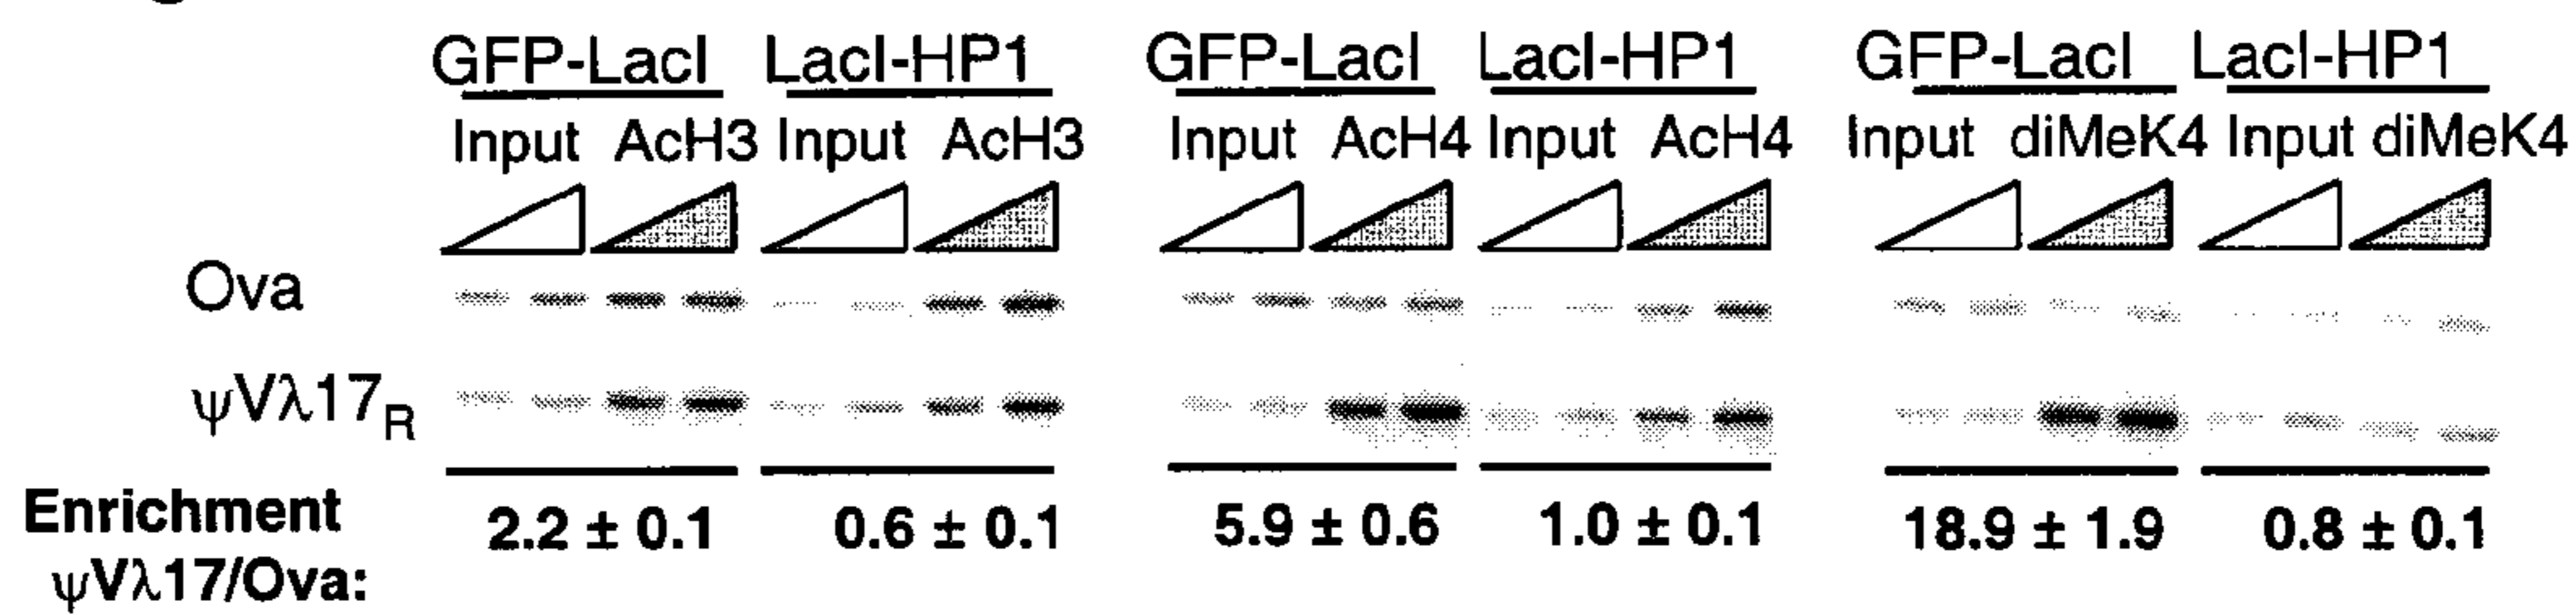 GFP-LacI LacI-HP1 GFP-LacI LacI-HP1 GFP-LacI LacI-HP1
Input AcH3 Input AcH3 Input AcH4 Input AcH4 Input diMeK4 Input diMeK4
Ova
ψVλ17R
Enrichment 2.2 ± 0.1 0.6 ± 0.1 5.9 ± 0.6 1.0 ± 0.1 18.9 ± 1.9 0.8 ± 0.1
ψVλ17/Ova: